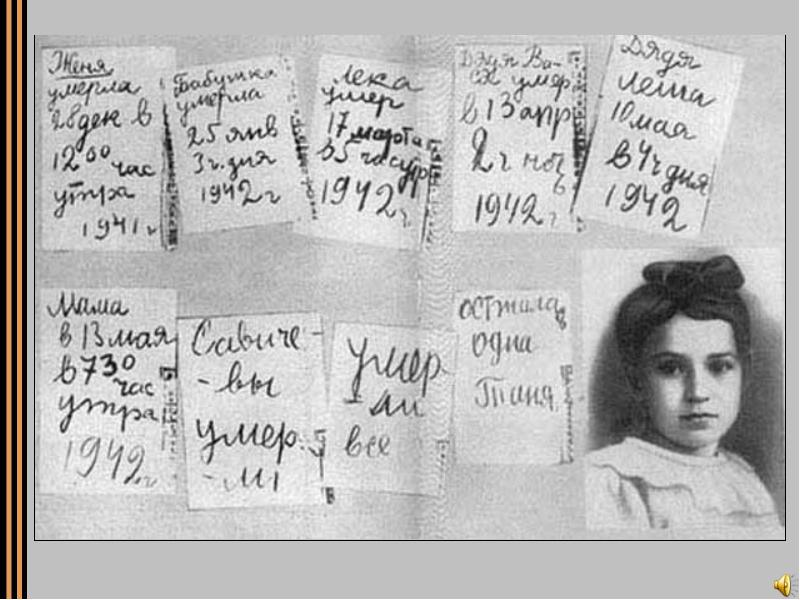 Женя
умерла
28 дек в
12 00 час
утра
1941 г
Бабушка
умерла
25 янв
3 ч. дня
1942 г
Лека
умер
17 марта
в 5 час утр
1942 г.
Дядя Ва-
ся умер
в 13 апр
2 ч ноч
в
1942 г
Дядя
Леша
10 мая
в 4 ч дня
1942
Мама
в 13 мая
в 7 30
час
утра
1942 г
Савиче-
-вы
умер
-ли
умер
ли
все
осталась
одна
Таня